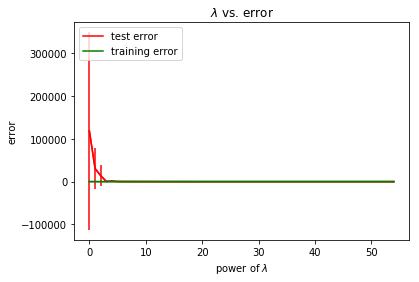 λ vs. error
test error
training error
300000
200000
100000
0
-100000
error
0 10 20 30 40 50
power of λ